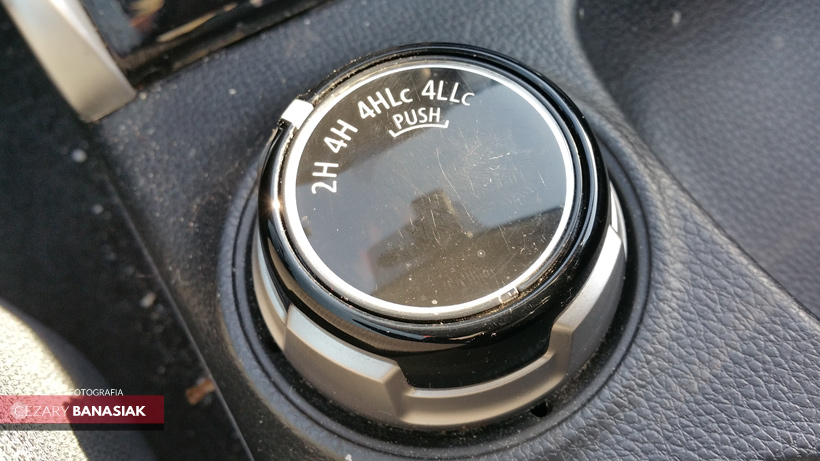 2H 4H 4HLc 4LLc
PUSH
FOTOGRAFIA
CEZARY BANASIAK